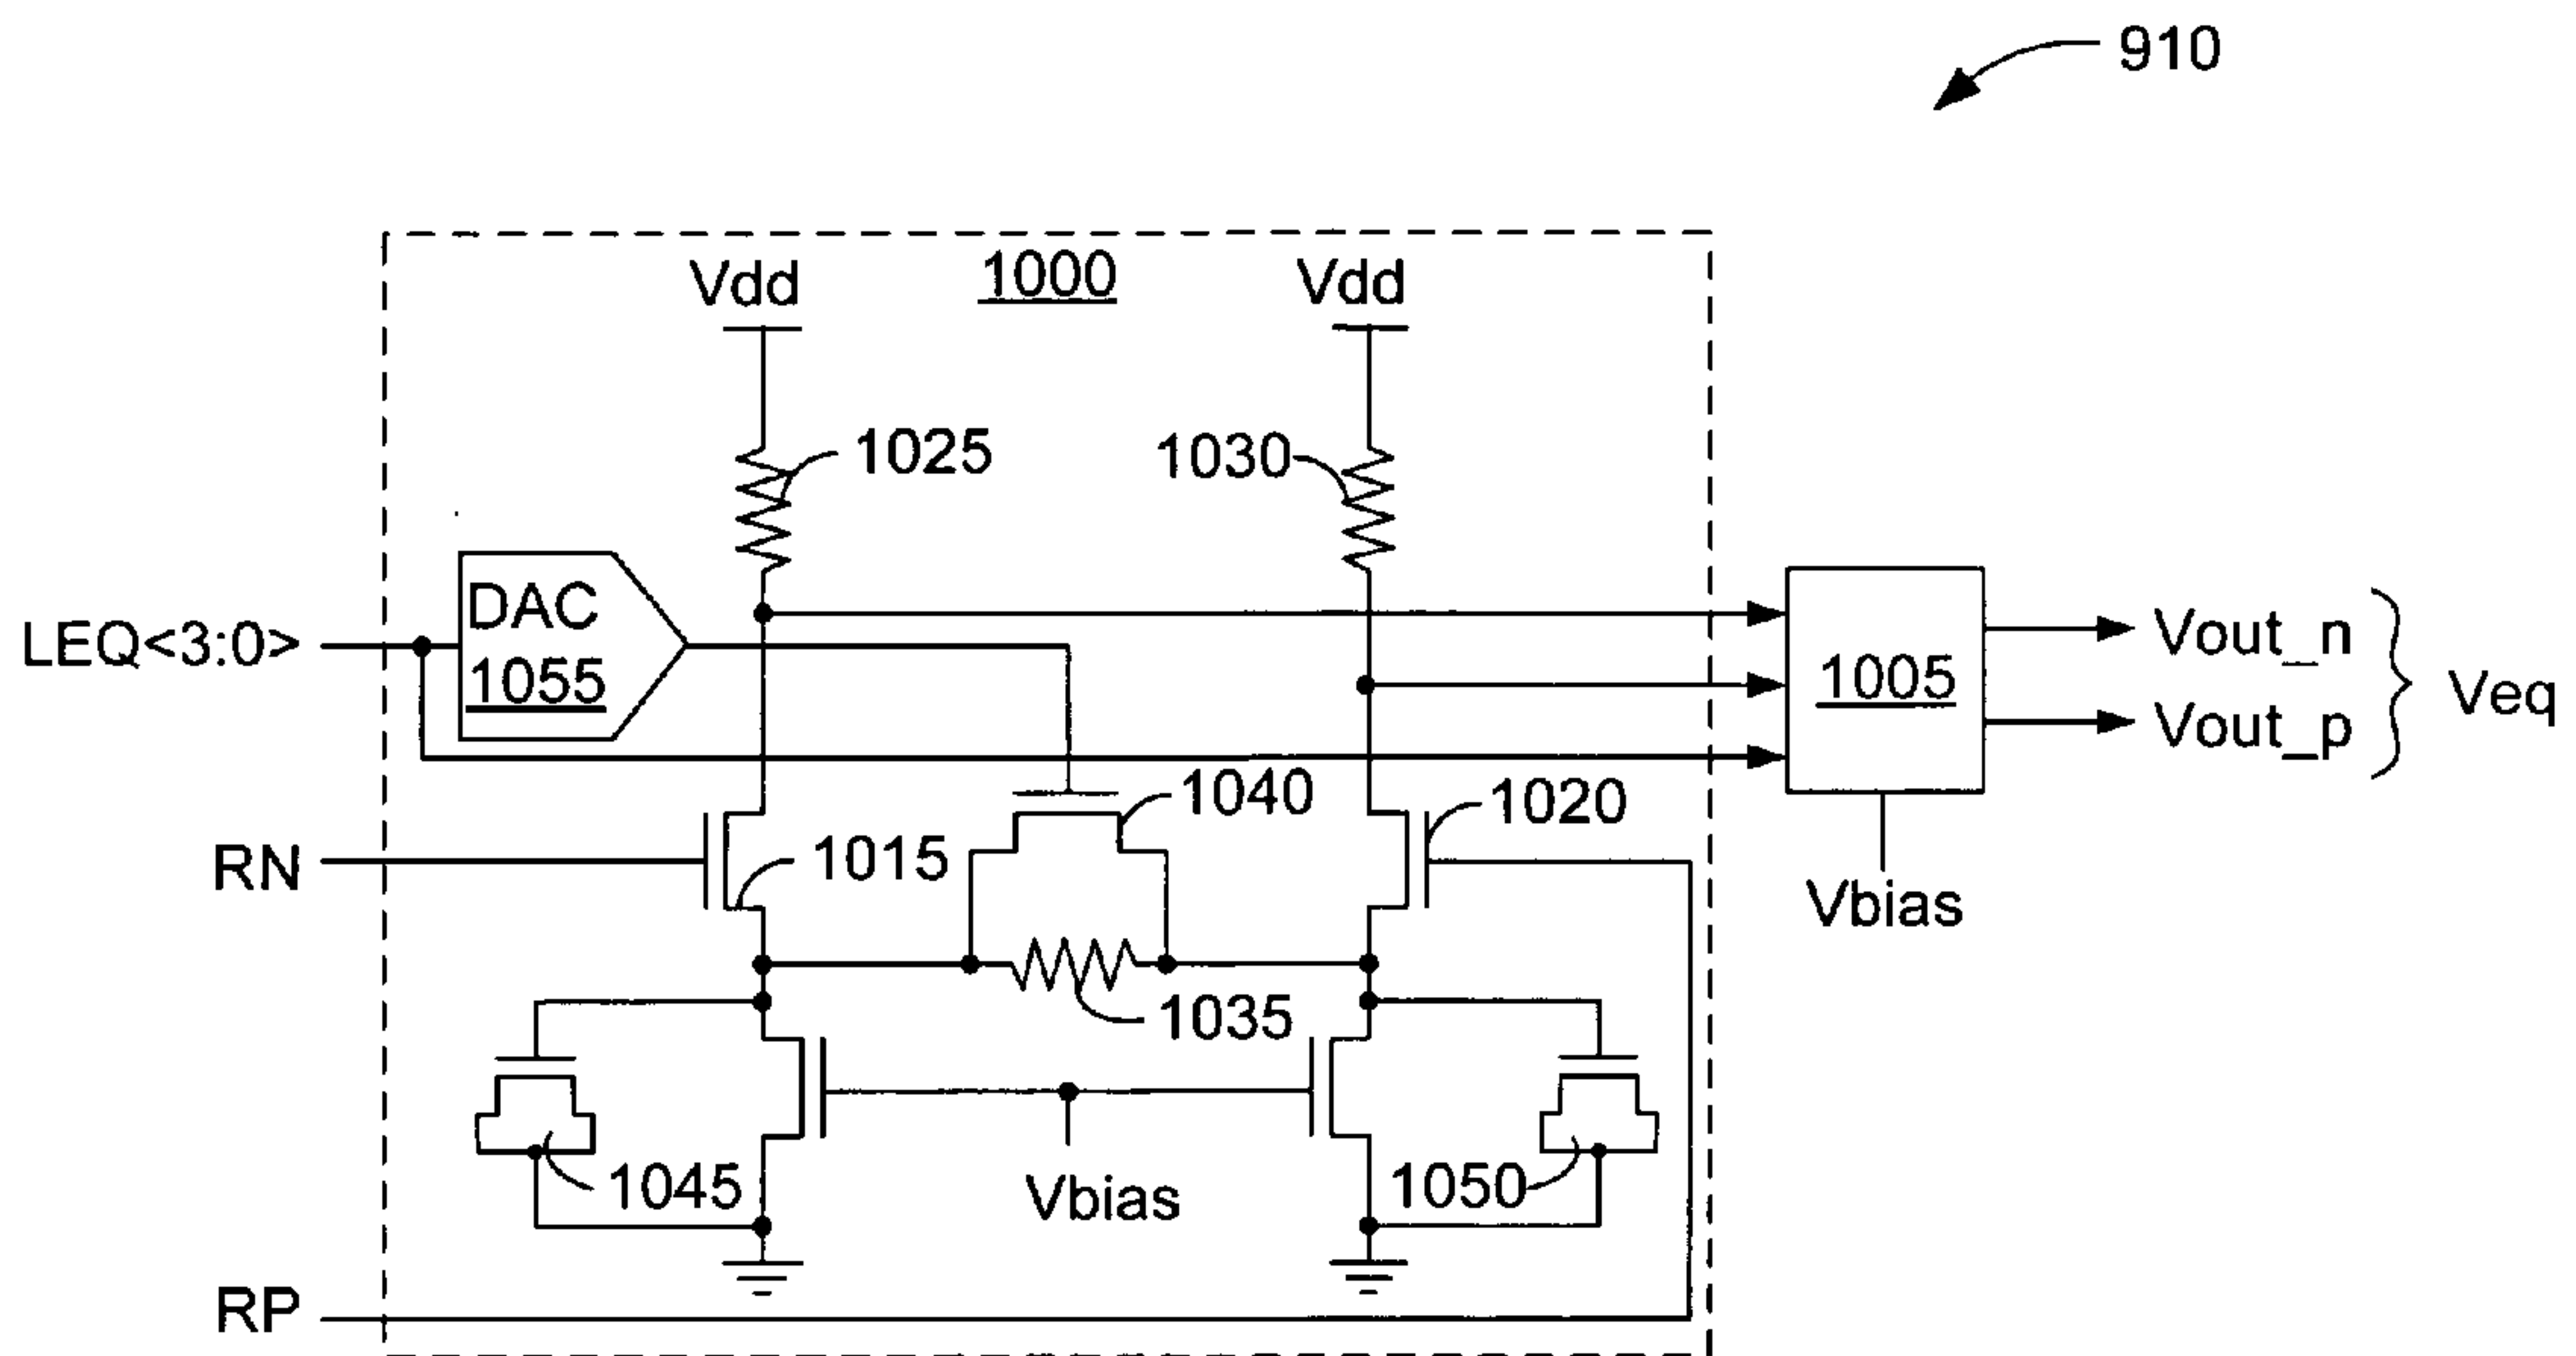 910
Vdd
1000
Vdd
1025
1030
DAC
1055
LEQ<3:0>
1005
Vout_n
Vout_p
Veq
1040
1020
RN
1015
Vbias
1035
1045
Vbias
1050
RP